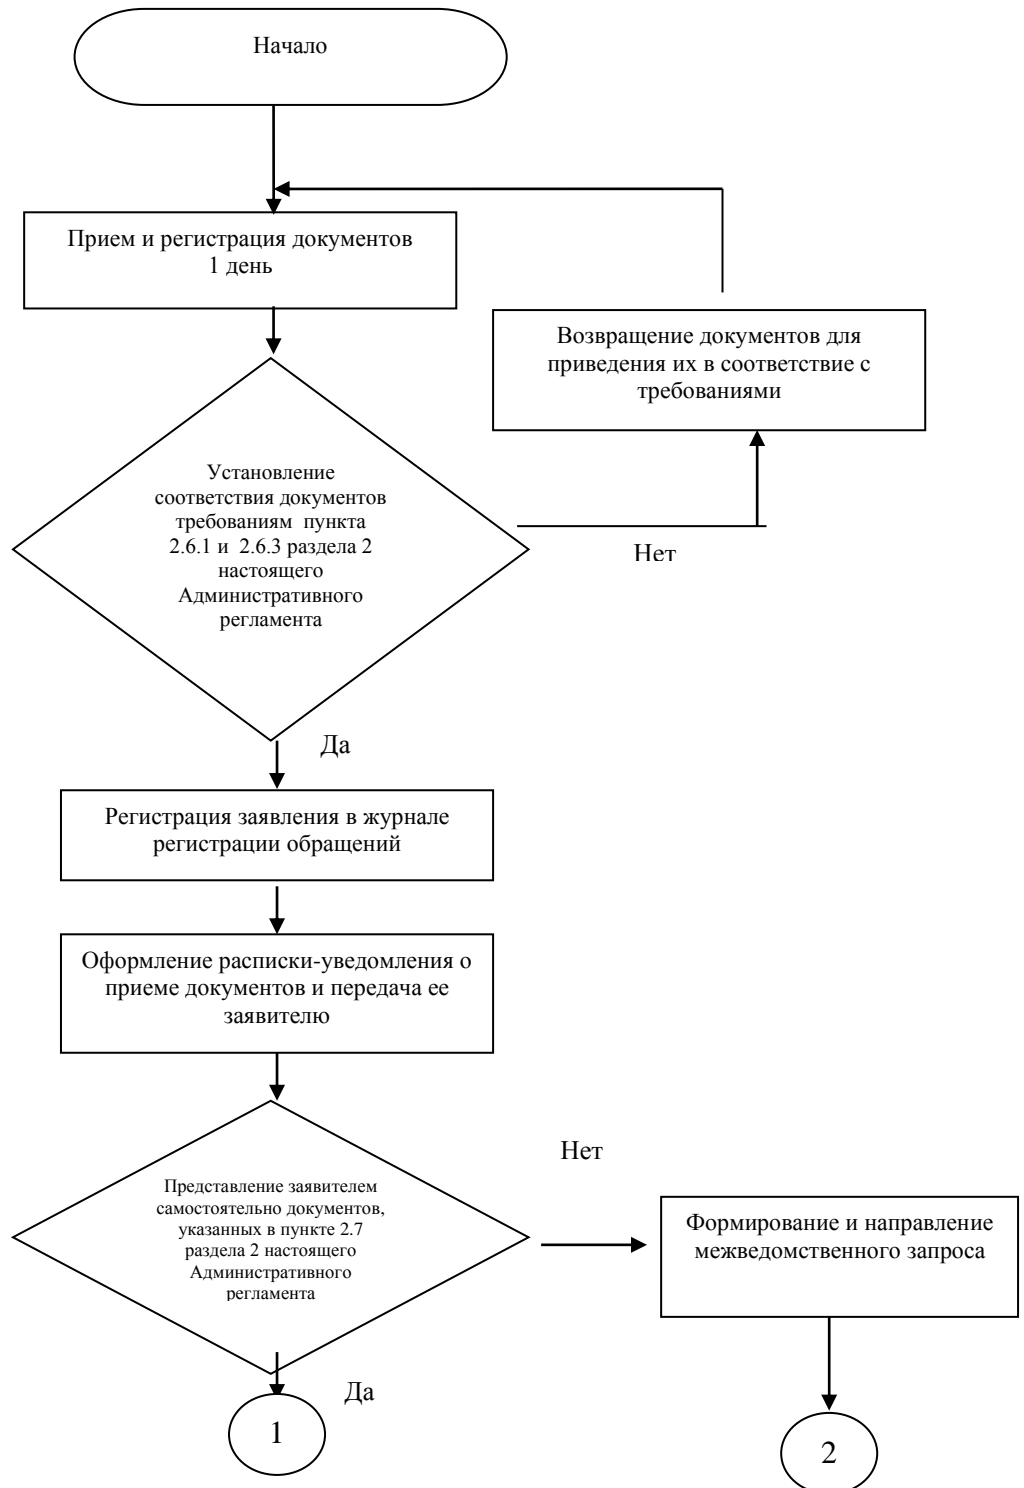 Начало
Прием и регистрация документов
1 день
Возвращение документов для
приведения их в соответствие с
требованиями
Установление
соответствия документов
требованиям пункта
2.6.1 и 2.6.3 раздела 2
настоящего
Административного
регламента
Нет
Да
Регистрация заявления в журнале
регистрации обращений
Оформление расписки-уведомления о
приеме документов и передача ее
заявителю
Нет
Представление заявителем
самостоятельно документов,
указанных в пункте 2.7
раздела 2 настоящего
Административного
регламента
Формирование и направление
межведомственного запроса
Да
1
2